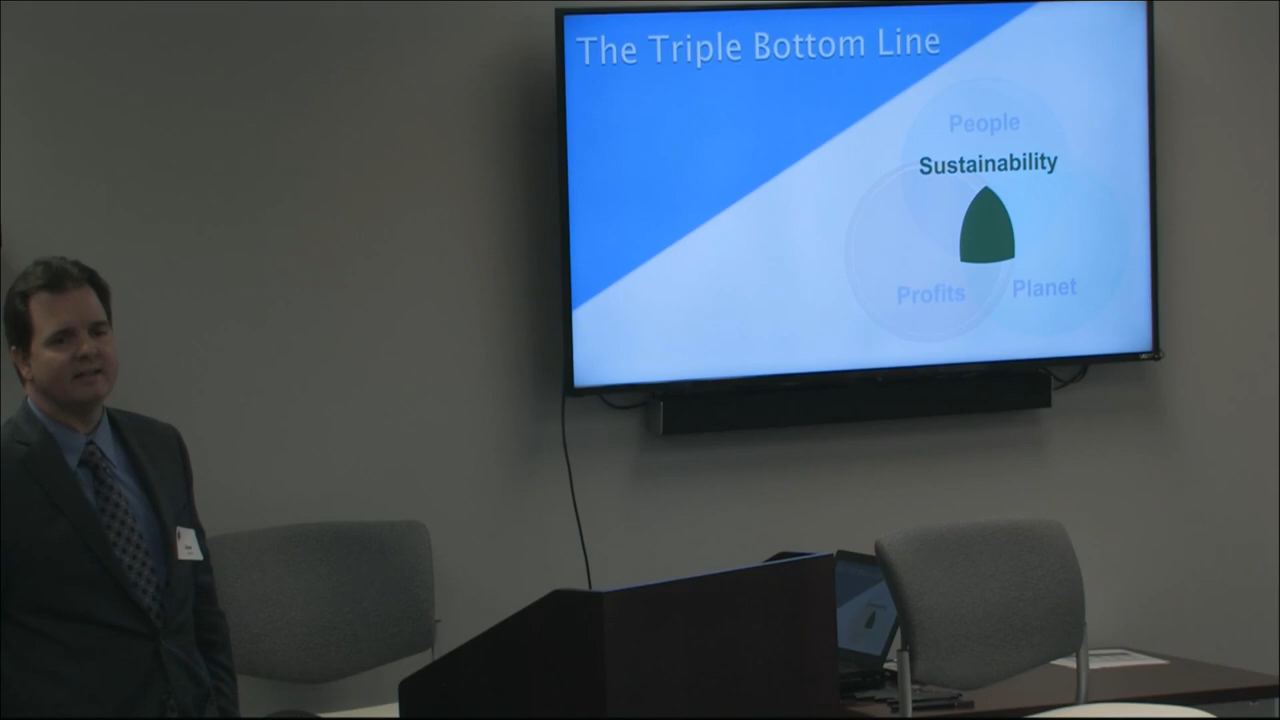 The Triple Bottom Line
People
Sustainability
Profits
Planet